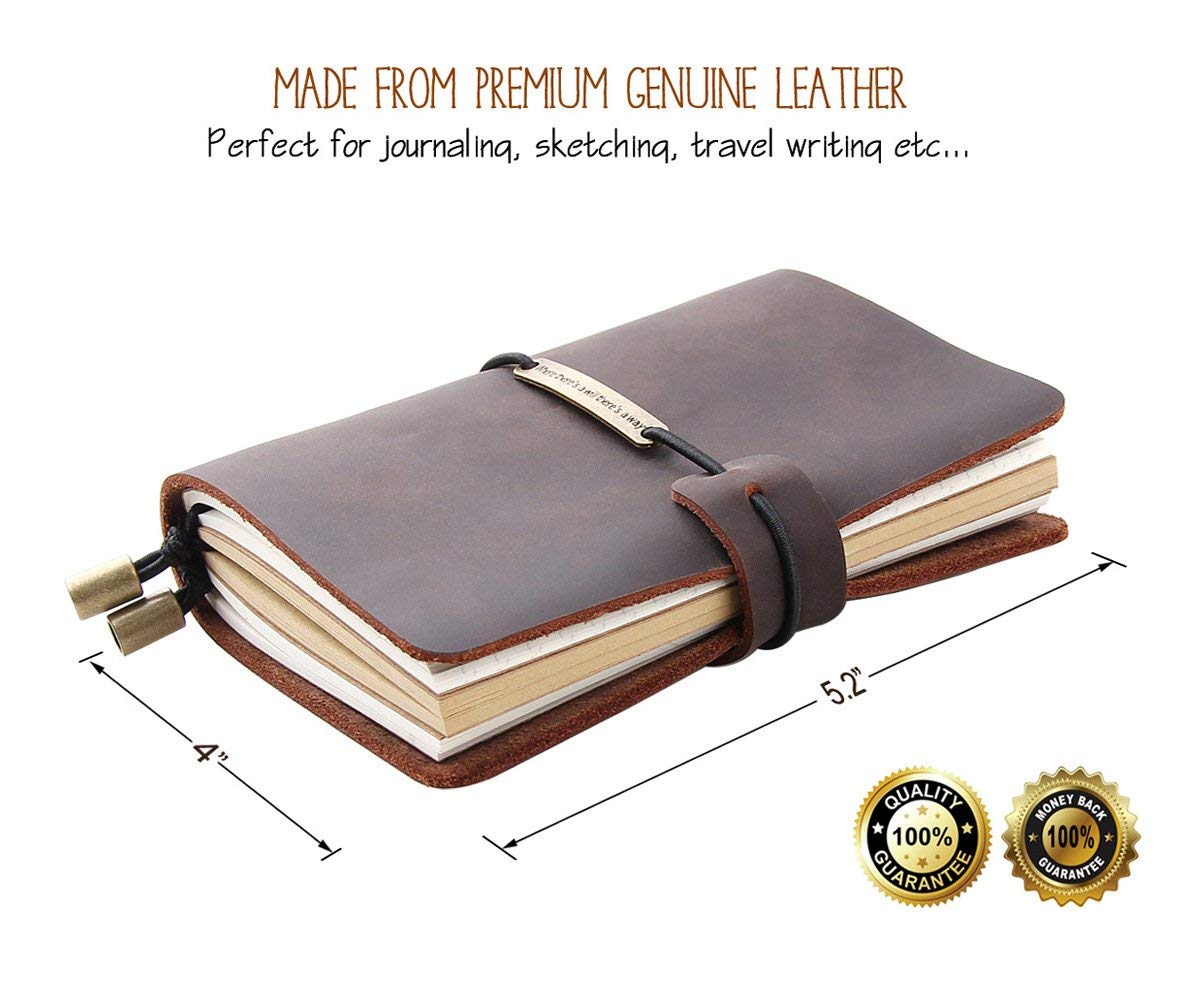 MADE FROM PREMIUM GENUINE LEATHER
Perfect for journaling, sketching, travel writing etc...
Where there's a will there's a way
4"
5.2"
QUALITY
100%
GUARANTEE
MONEY BACK
100%
GUARANTEE